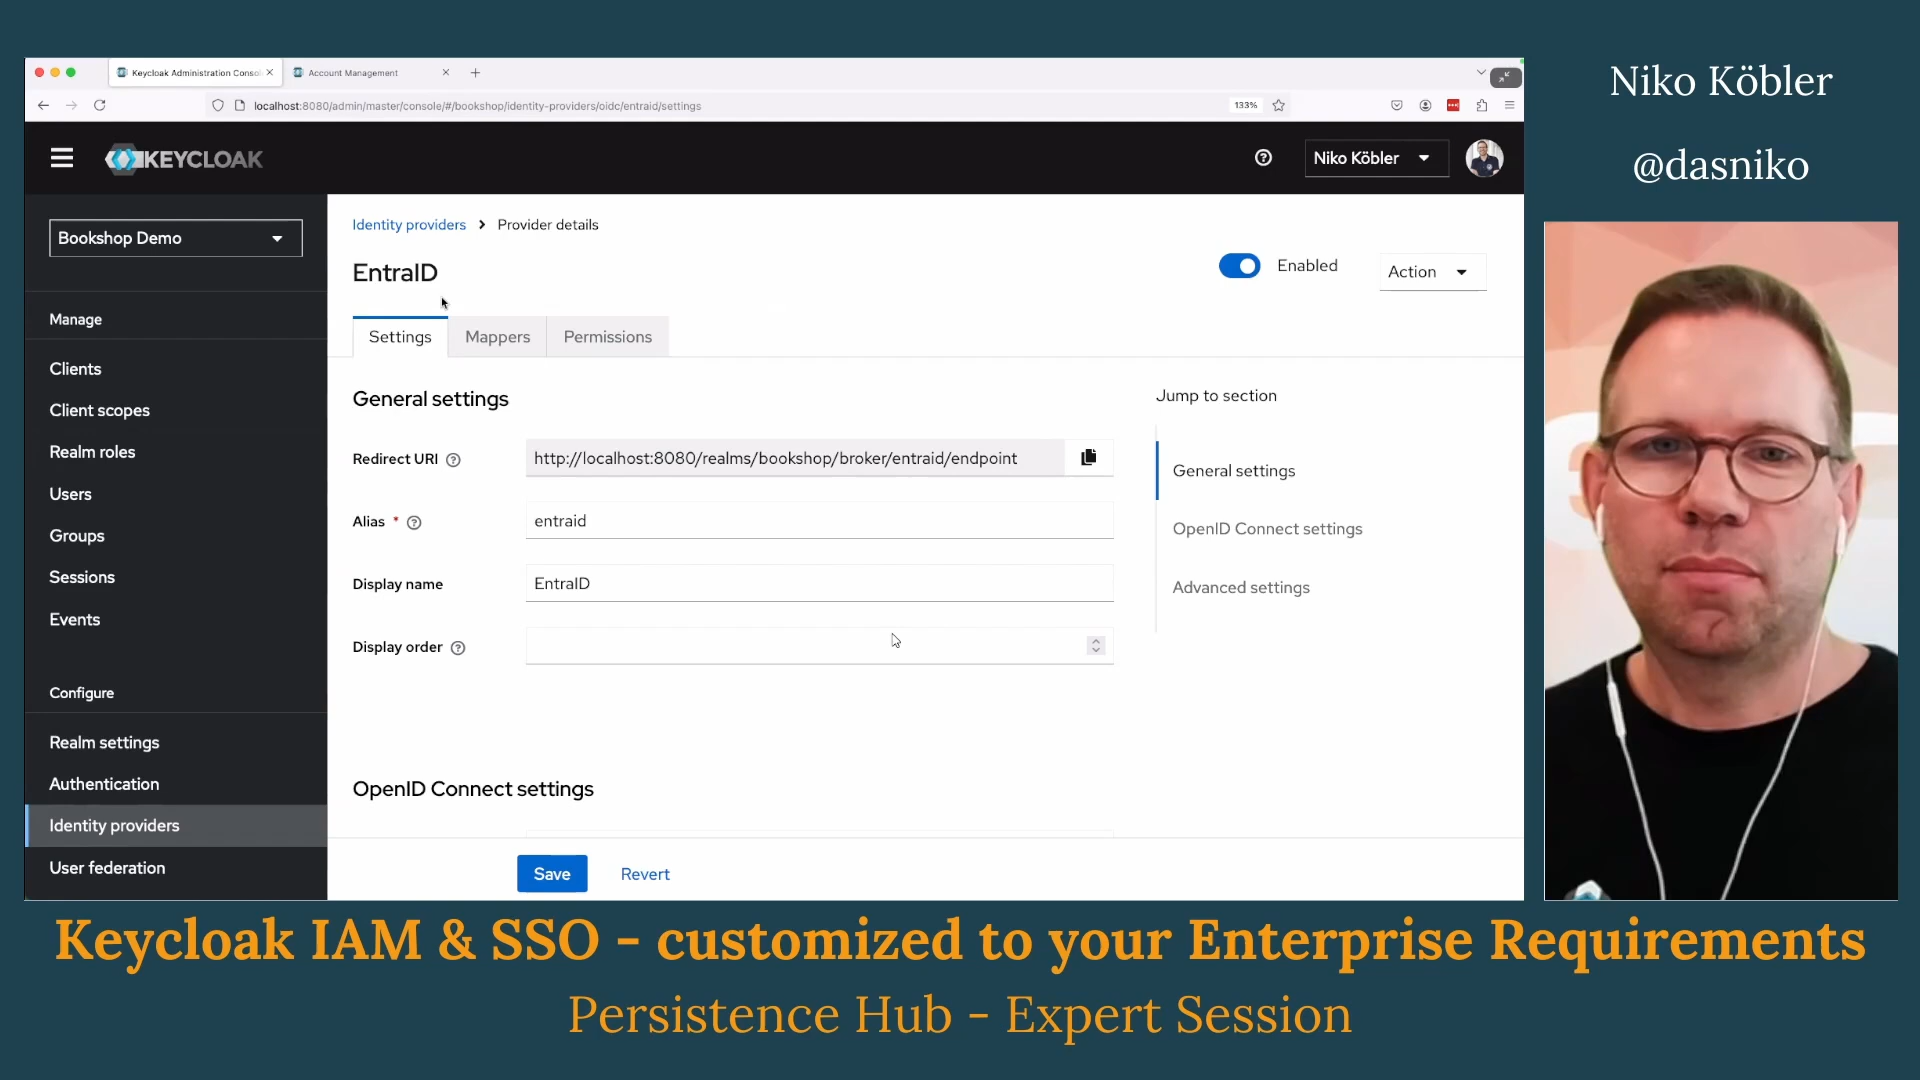 Keycloak Administration Consol
Account Management
localhost:8080/admin/master/console/#/bookshop/identity-providers/oidc/entraid/settings
133%
KEYCLOAK
Niko Köbler
Bookshop Demo
Manage
Clients
Client scopes
Realm roles
Users
Groups
Sessions
Events
Configure
Realm settings
Authentication
Identity providers
User federation
Identity providers
Provider details
EntraID
Enabled
Action
Settings
Mappers
Permissions
General settings
Redirect URI
http://localhost:8080/realms/bookshop/broker/entraid/endpoint
Alias *
entraid
Display name
EntraID
Display order
OpenID Connect settings
Save
Revert
Jump to section
General settings
OpenID Connect settings
Advanced settings
Niko Köbler
@dasniko
Keycloak IAM & SSO - customized to your Enterprise Requirements
Persistence Hub - Expert Session